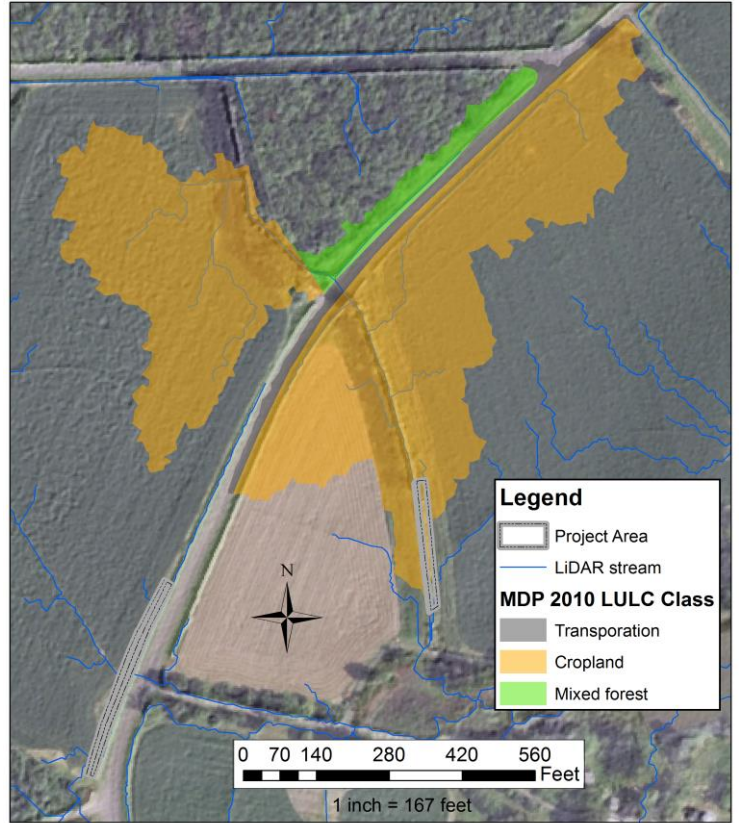 N
Legend
Project Area
LiDAR stream
MDP 2010 LULC Class
Transporation
Cropland
Mixed forest
0 70 140 280 420 560
Feet
1 inch = 167 feet